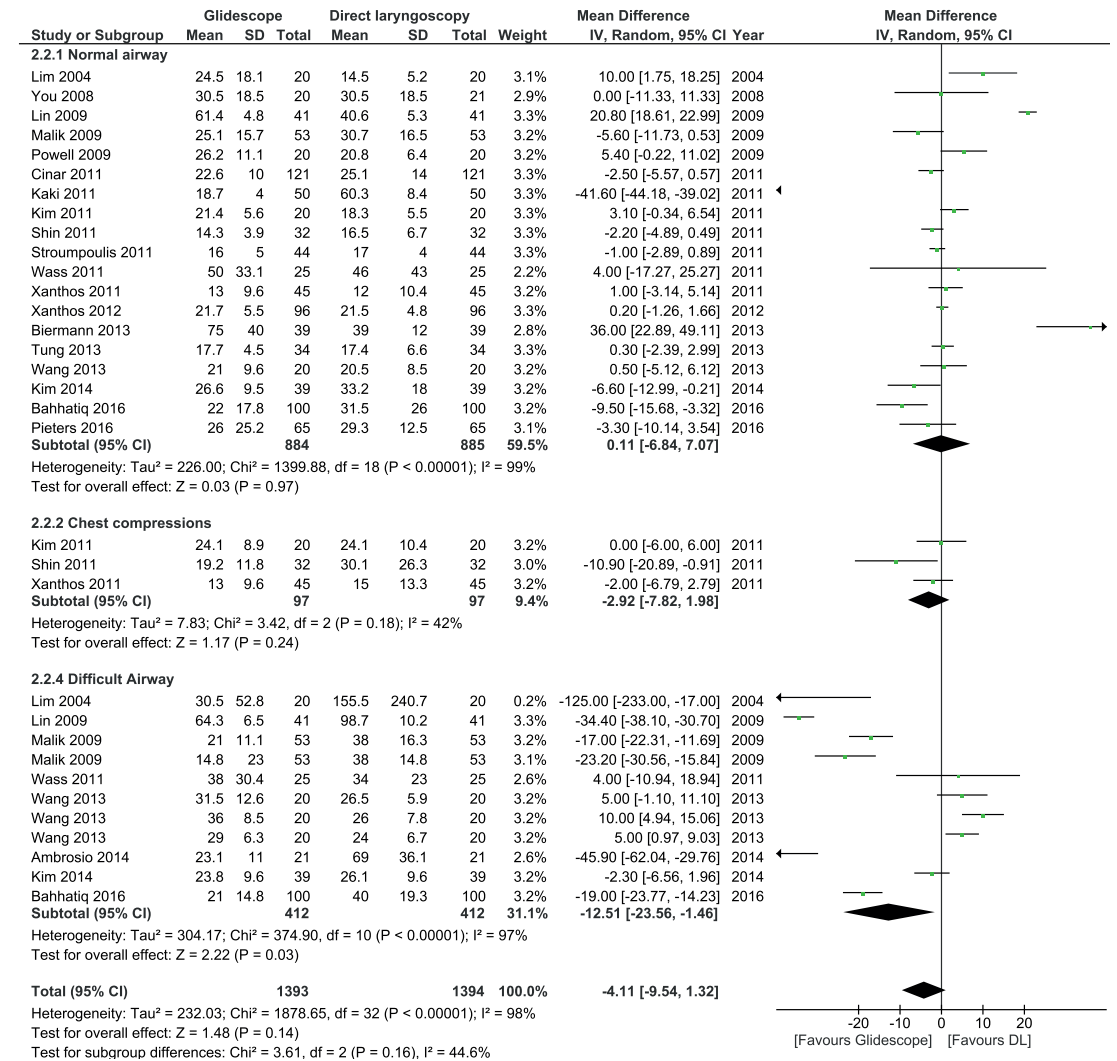 Glidescope Direct laryngoscopy Mean Difference Mean Difference
Study or Subgroup Mean SD Total Mean SD Total Weight IV, Random, 95% CI Year IV, Random, 95% CI
2.2.1 Normal airway
Lim 2004 24.5 18.1 20 14.5 5.2 20 3.1% 10.00 [1.75, 18.25] 2004
You 2008 30.5 18.5 20 30.5 18.5 21 2.9% 0.00 [-11.33, 11.33] 2008
Lin 2009 61.4 4.8 41 40.6 5.3 41 3.3% 20.80 [18.61, 22.99] 2009
Malik 2009 25.1 15.7 53 30.7 16.5 53 3.2% -5.60 [-11.73, 0.53] 2009
Powell 2009 26.2 11.1 20 20.8 6.4 20 3.2% 5.40 [-0.22, 11.02] 2009
Cinar 2011 22.6 10 121 25.1 14 121 3.3% -2.50 [-5.57, 0.57] 2011
Kaki 2011 18.7 4 50 60.3 8.4 50 3.3% -41.60 [-44.18, -39.02] 2011
Kim 2011 21.4 5.6 20 18.3 5.5 20 3.3% 3.10 [-0.34, 6.54] 2011
Shin 2011 14.3 3.9 32 16.5 6.7 32 3.3% -2.20 [-4.89, 0.49] 2011
Stroumpoulis 2011 16 5 44 17 4 44 3.3% -1.00 [-2.89, 0.89] 2011
Wass 2011 50 33.1 25 46 43 25 2.2% 4.00 [-17.27, 25.27] 2011
Xanthos 2011 13 9.6 45 12 10.4 45 3.2% 1.00 [-3.14, 5.14] 2011
Xanthos 2012 21.7 5.5 96 21.5 4.8 96 3.3% 0.20 [-1.26, 1.66] 2012
Biermann 2013 75 40 39 39 12 39 2.8% 36.00 [22.89, 49.11] 2013
Tung 2013 17.7 4.5 34 17.4 6.6 34 3.3% 0.30 [-2.39, 2.99] 2013
Wang 2013 21 9.6 20 20.5 8.5 20 3.2% 0.50 [-5.12, 6.12] 2013
Kim 2014 26.6 9.5 39 33.2 18 39 3.2% -6.60 [-12.99, -0.21] 2014
Bahhatiq 2016 22 17.8 100 31.5 26 100 3.2% -9.50 [-15.68, -3.32] 2016
Pieters 2016 26 25.2 65 29.3 12.5 65 3.1% -3.30 [-10.14, 3.54] 2016
Subtotal (95% CI) 884 885 59.5% 0.11 [-6.84, 7.07]
Heterogeneity: Tau² = 226.00; Chi² = 1399.88, df = 18 (P < 0.00001); I² = 99%
Test for overall effect: Z = 0.03 (P = 0.97)
2.2.2 Chest compressions
Kim 2011 24.1 8.9 20 24.1 10.4 20 3.2% 0.00 [-6.00, 6.00] 2011
Shin 2011 19.2 11.8 32 30.1 26.3 32 3.0% -10.90 [-20.89, -0.91] 2011
Xanthos 2011 13 9.6 45 15 13.3 45 3.2% -2.00 [-6.79, 2.79] 2011
Subtotal (95% CI) 97 97 9.4% -2.92 [-7.82, 1.98]
Heterogeneity: Tau² = 7.83; Chi² = 3.42, df = 2 (P = 0.18); I² = 42%
Test for overall effect: Z = 1.17 (P = 0.24)
2.2.4 Difficult Airway
Lim 2004 30.5 52.8 20 155.5 240.7 20 0.2% -125.00 [-233.00, -17.00] 2004
Lin 2009 64.3 6.5 41 98.7 10.2 41 3.3% -34.40 [-38.10, -30.70] 2009
Malik 2009 21 11.1 53 38 16.3 53 3.2% -17.00 [-22.31, -11.69] 2009
Malik 2009 14.8 23 53 38 14.8 53 3.1% -23.20 [-30.56, -15.84] 2009
Wass 2011 38 30.4 25 34 23 25 2.6% 4.00 [-10.94, 18.94] 2011
Wang 2013 31.5 12.6 20 26.5 5.9 20 3.2% 5.00 [-1.10, 11.10] 2013
Wang 2013 36 8.5 20 26 7.8 20 3.2% 10.00 [4.94, 15.06] 2013
Wang 2013 29 6.3 20 24 6.7 20 3.2% 5.00 [0.97, 9.03] 2013
Ambrosio 2014 23.1 11 21 69 36.1 21 2.6% -45.90 [-62.04, -29.76] 2014
Kim 2014 23.8 9.6 39 26.1 9.6 39 3.2% -2.30 [-6.56, 1.96] 2014
Bahhatiq 2016 21 14.8 100 40 19.3 100 3.2% -19.00 [-23.77, -14.23] 2016
Subtotal (95% CI) 412 412 31.1% -12.51 [-23.56, -1.46]
Heterogeneity: Tau² = 304.17; Chi² = 374.90, df = 10 (P < 0.00001); I² = 97%
Test for overall effect: Z = 2.22 (P = 0.03)
Total (95% CI) 1393 1394 100.0% -4.11 [-9.54, 1.32]
Heterogeneity: Tau² = 232.03; Chi² = 1878.65, df = 32 (P < 0.00001); I² = 98%
Test for overall effect: Z = 1.48 (P = 0.14)
Test for subgroup differences: Chi² = 3.61, df = 2 (P = 0.16), I² = 44.6%
-20 -10 0 10 20
[Favours Glidescope] [Favours DL]